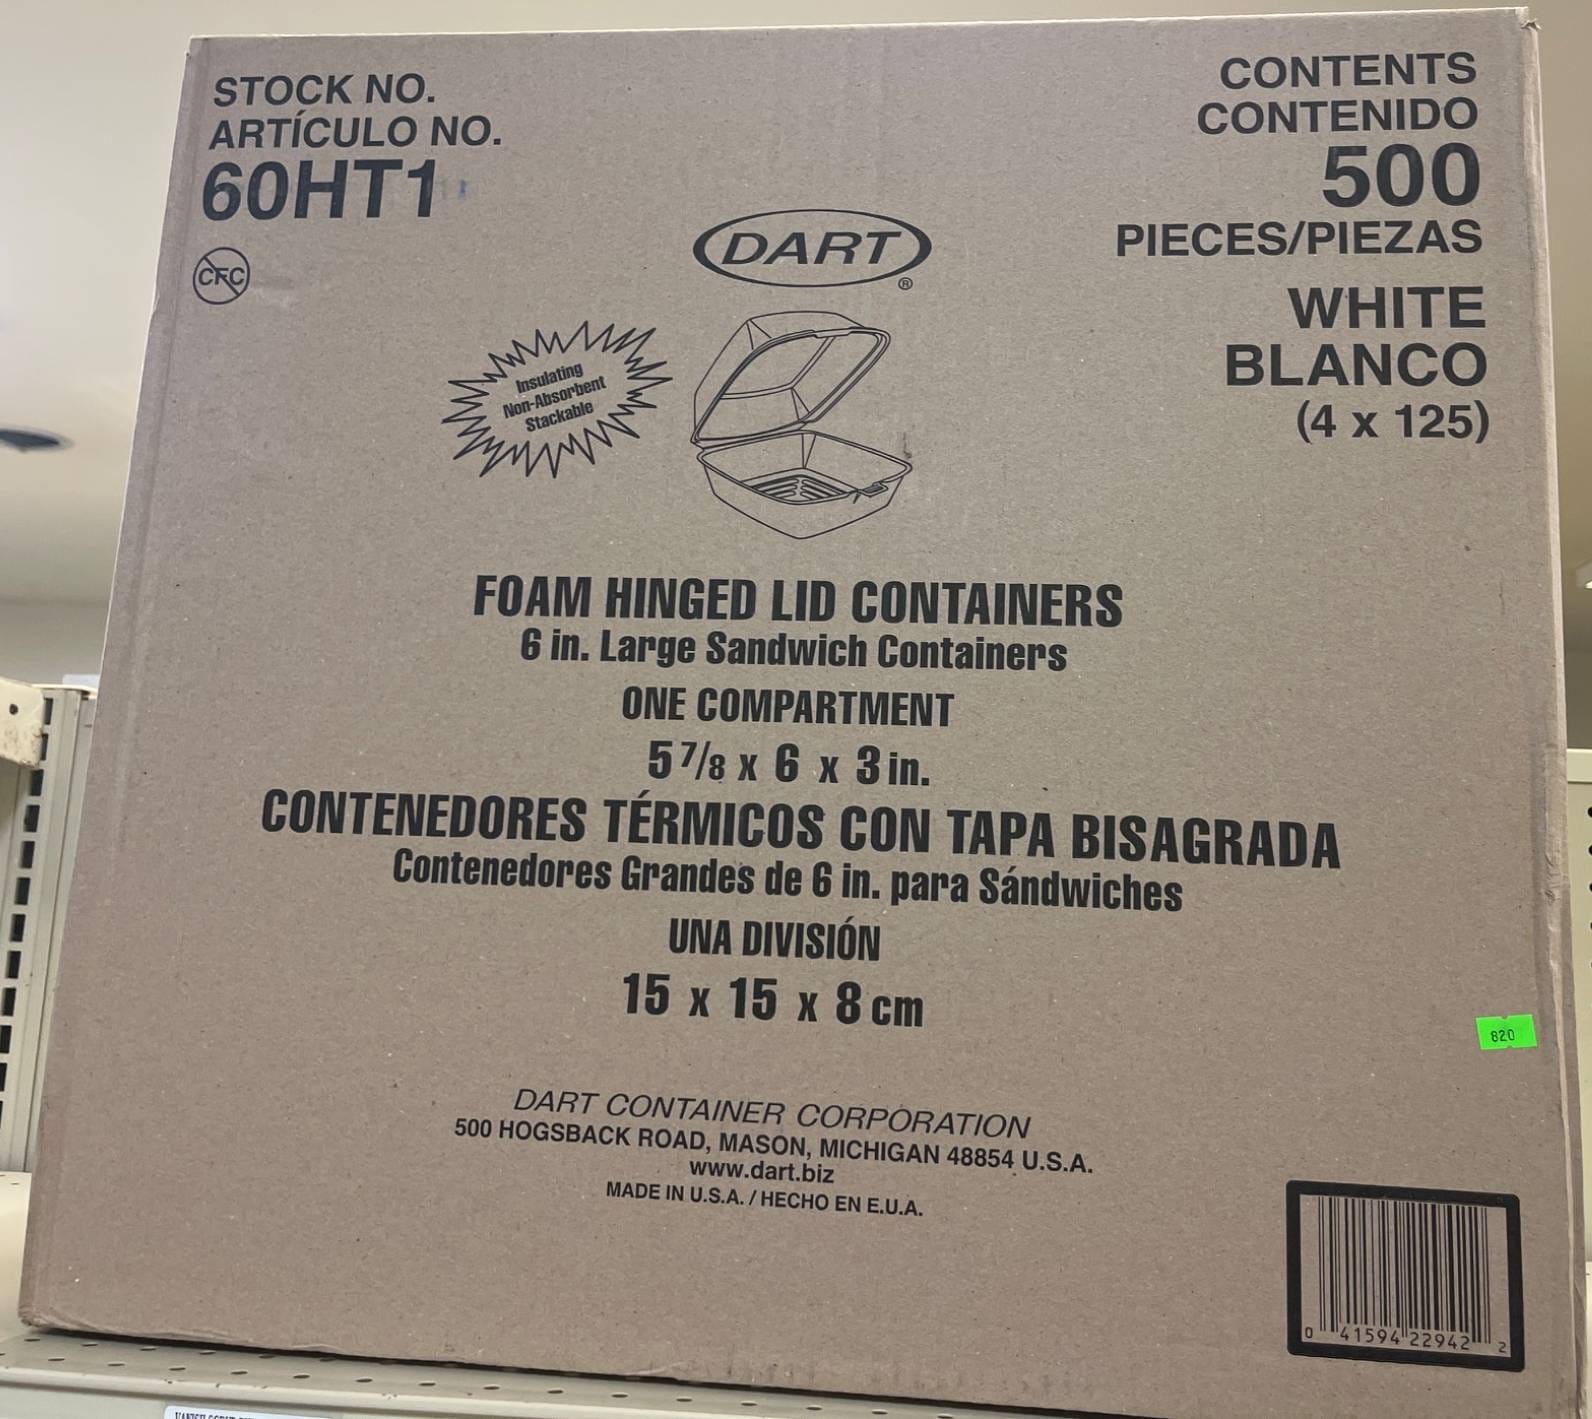 STOCK NO.
ARTÍCULO NO.
60HT1
CFC
CONTENTS
CONTENIDO
500
PIECES/PIEZAS
WHITE
BLANCO
(4 x 125)
DART
®
Insulating
Non-Absorbent
Stackable
FOAM HINGED LID CONTAINERS
6 in. Large Sandwich Containers
ONE COMPARTMENT
5 7/8 x 6 x 3 in.
CONTENEDORES TÉRMICOS CON TAPA BISAGRADA
Contenedores Grandes de 6 in. para Sándwiches
UNA DIVISIÓN
15 x 15 x 8 cm
820
DART CONTAINER CORPORATION
500 HOGSBACK ROAD, MASON, MICHIGAN 48854 U.S.A.
www.dart.biz
MADE IN U.S.A. / HECHO EN E.U.A.
0 41594 22942 2